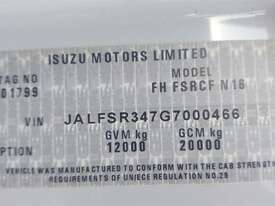 ISUZU MOTORS LIMITED
TAG NO MODEL
01799 FH FSRCF N16
VIN JALFSR347G7000466
GVM kg GCM kg
PTION 12000 20000
VEHICLE WAS MANUFACTURED TO CONFORM WITH THE CAB STRENGTH
REQUIREMENTS OF UNIECE REGULATION NO.29